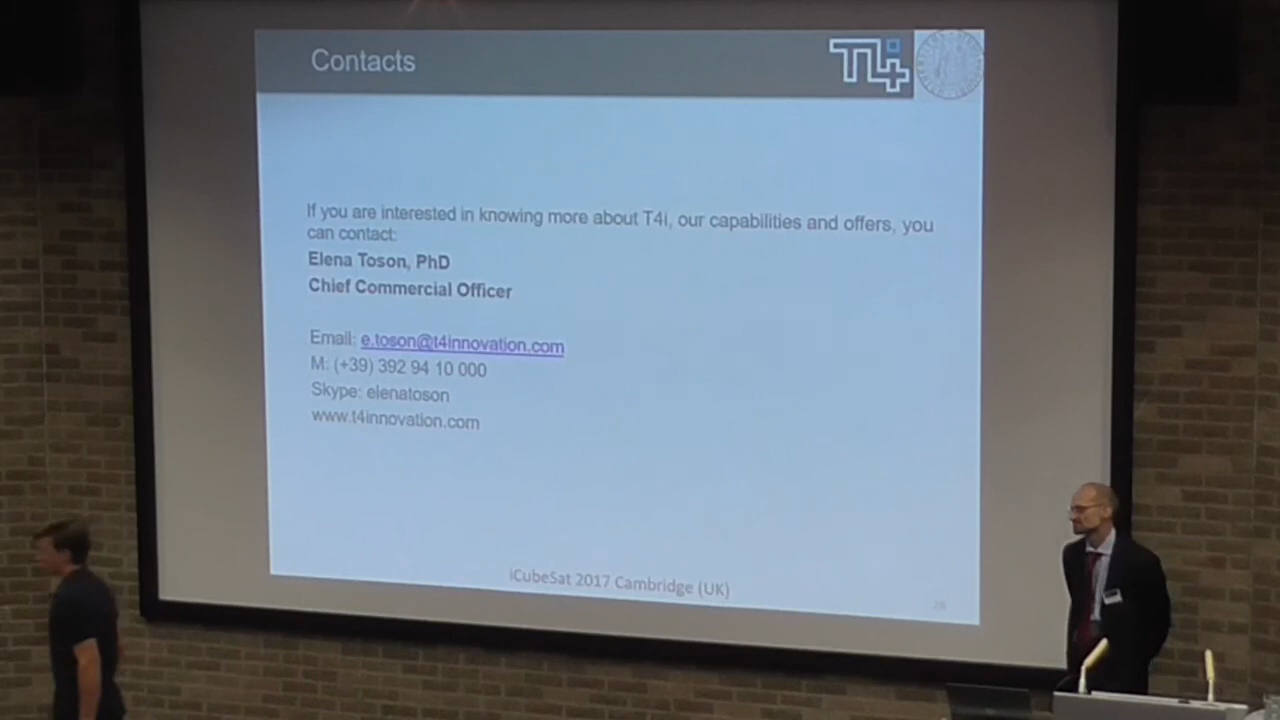 Contacts
T4i
If you are interested in knowing more about T4i, our capabilities and offers, you
can contact:
Elena Toson, PhD
Chief Commercial Officer
Email: e.toson@t4innovation.com
M: (+39) 392 94 10 000
Skype: elenatoson
www.t4innovation.com
iCubeSat 2017 Cambridge (UK)
28